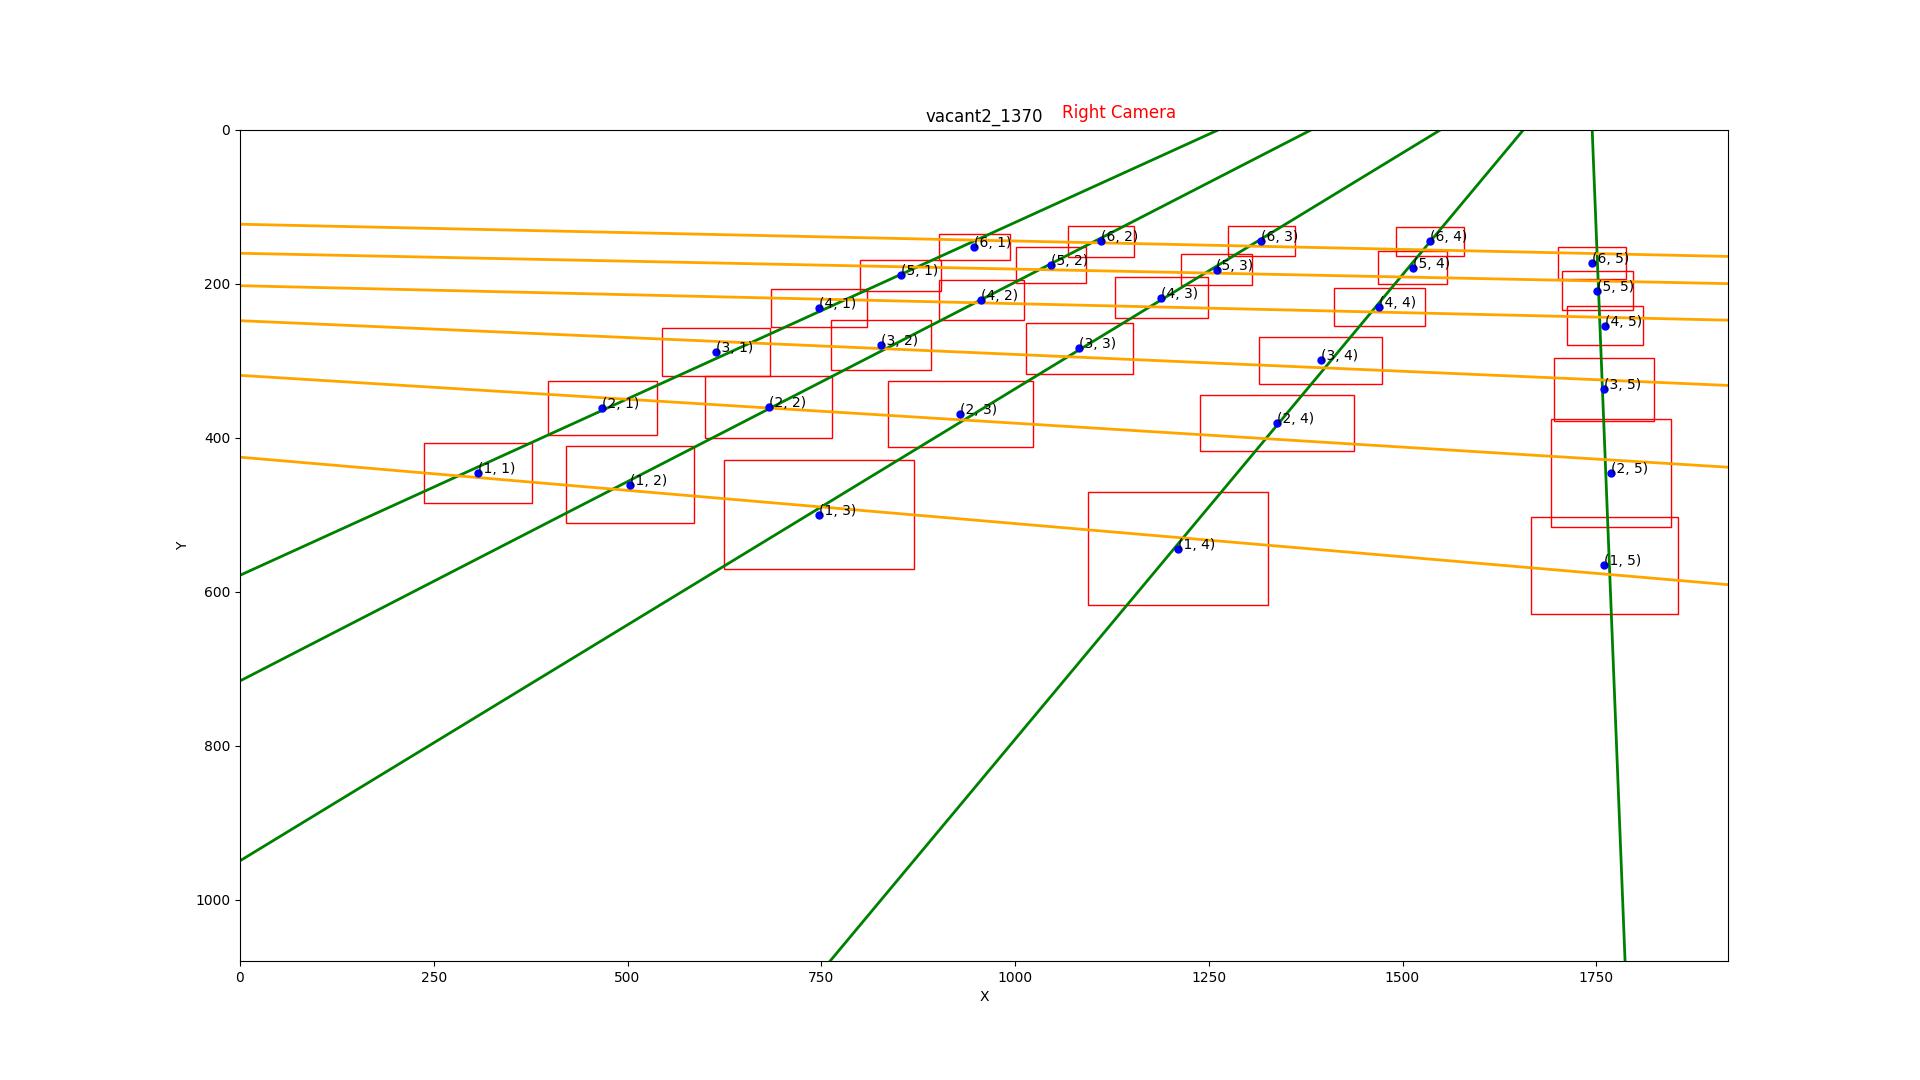 vacant2_1370 Right Camera
0
(6, 1) (6, 2) (6, 3) (6, 4)
(5, 1) (5, 2) (5, 3) (5, 4) (6, 5)
200
(4, 1) (4, 2) (4, 3) (4, 4) (5, 5)
(3, 1) (3, 2) (3, 3) (3, 4) (4, 5)
(2, 1) (2, 2) (2, 3) (2, 4) (3, 5)
400
(1, 1) (1, 2) (1, 3) (1, 4) (2, 5)
(1, 5)
Y
600
800
1000
0 250 500 750 1000 1250 1500 1750
X